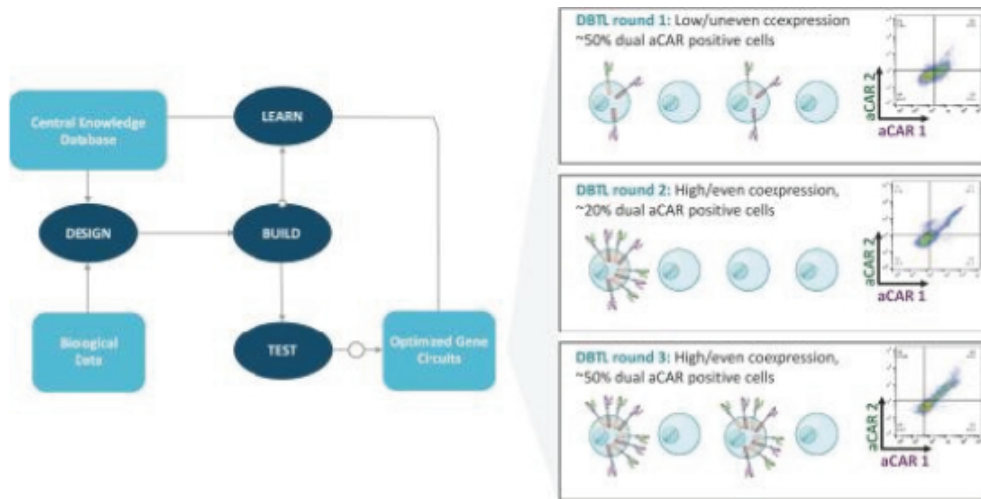 Central Knowledge
Database
LEARN
DESIGN
BUILD
Biological
Data
TEST
Optimized Gene
Circuits
DBTL round 1: Low/uneven coexpression
~50% dual aCAR positive cells
aCAR 2
aCAR 1
DBTL round 2: High/even coexpression,
~20% dual aCAR positive cells
aCAR 2
aCAR 1
DBTL round 3: High/even coexpression,
~50% dual aCAR positive cells
aCAR 2
aCAR 1